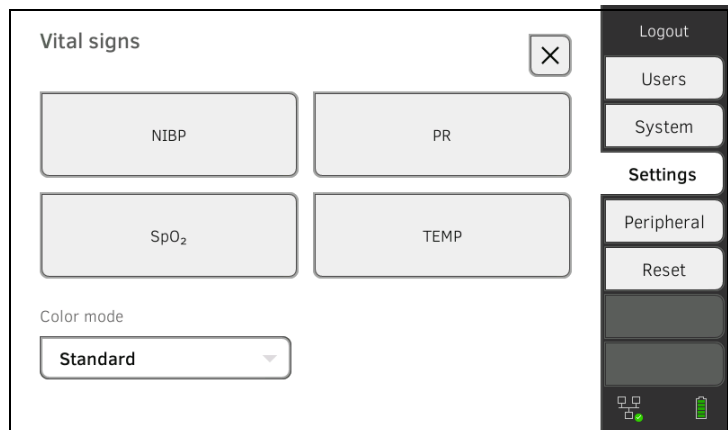 Vital signs
NIBP
PR
SpO₂
TEMP
Color mode
Standard
Logout
Users
System
Settings
Peripheral
Reset